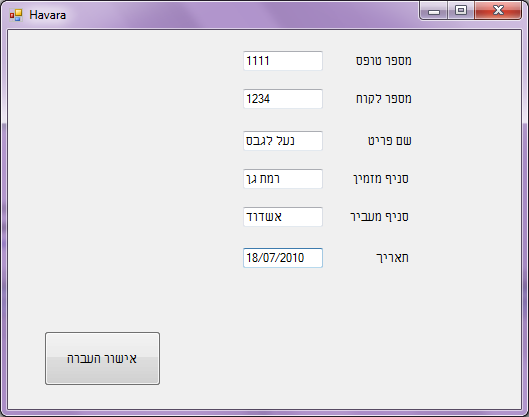 Havara
מספר טופס 1111
מספר לקוח 1234
שם פריט נעל לגבס
סניף מזמין רמת גן
סניף מעביר אשדוד
תאריך 18/07/2010
אישור העברה